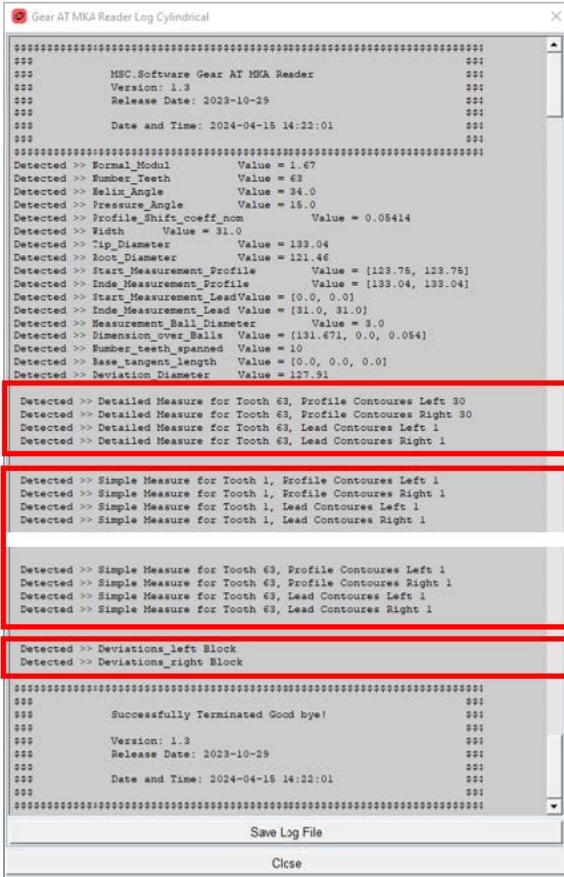 Gear AT MKA Reader Log Cylindrical
$$$$$$$$$$$$$$$$$$$$$$$$$$$$$$$$$$$$$$$$$$$$$$$$$$$$$$$$$$$$$$$$$$$$$$$
$$$ $$$
$$$ MSC.Software Gear AT MKA Reader $$$
$$$ Version: 1.3 $$$
$$$ Release Date: 2023-10-29 $$$
$$$ $$$
$$$ Date and Time: 2024-04-15 14:22:01 $$$
$$$ $$$
$$$$$$$$$$$$$$$$$$$$$$$$$$$$$$$$$$$$$$$$$$$$$$$$$$$$$$$$$$$$$$$$$$$$$$$
Detected >> Normal_Modul Value = 1.67
Detected >> Number_Teeth Value = 63
Detected >> Helix_Angle Value = 34.0
Detected >> Pressure_Angle Value = 15.0
Detected >> Profile_Shift_coeff_nom Value = 0.05414
Detected >> Width Value = 31.0
Detected >> Tip_Diameter Value = 133.04
Detected >> Root_Diameter Value = 121.46
Detected >> Start_Measurement_Profile Value = [123.75, 123.75]
Detected >> Inde_Measurement_Profile Value = [133.04, 133.04]
Detected >> Start_Measurement_LeadValue = [0.0, 0.0]
Detected >> Inde_Measurement_Lead Value = [31.0, 31.0]
Detected >> Measurement_Ball_Diameter Value = 3.0
Detected >> Dimension_over_Balls Value = [131.671, 0.0, 0.054]
Detected >> Number_teeth_spanned Value = 10
Detected >> Base_tangent_length Value = [0.0, 0.0, 0.0]
Detected >> Deviation_Diameter Value = 127.91
Detected >> Detailed Measure for Tooth 63, Profile Contoures Left 30
Detected >> Detailed Measure for Tooth 63, Profile Contoures Right 30
Detected >> Detailed Measure for Tooth 63, Lead Contoures Left 1
Detected >> Detailed Measure for Tooth 63, Lead Contoures Right 1
Detected >> Simple Measure for Tooth 1, Profile Contoures Left 1
Detected >> Simple Measure for Tooth 1, Profile Contoures Right 1
Detected >> Simple Measure for Tooth 1, Lead Contoures Left 1
Detected >> Simple Measure for Tooth 1, Lead Contoures Right 1
Detected >> Simple Measure for Tooth 63, Profile Contoures Left 1
Detected >> Simple Measure for Tooth 63, Profile Contoures Right 1
Detected >> Simple Measure for Tooth 63, Lead Contoures Left 1
Detected >> Simple Measure for Tooth 63, Lead Contoures Right 1
Detected >> Deviations_left Block
Detected >> Deviations_right Block
$$$$$$$$$$$$$$$$$$$$$$$$$$$$$$$$$$$$$$$$$$$$$$$$$$$$$$$$$$$$$$$$$$$$$$$
$$$ $$$
$$$ Successfully Terminated Good bye! $$$
$$$ $$$
$$$ Version: 1.3 $$$
$$$ Release Date: 2023-10-29 $$$
$$$ $$$
$$$ Date and Time: 2024-04-15 14:22:01 $$$
$$$ $$$
$$$$$$$$$$$$$$$$$$$$$$$$$$$$$$$$$$$$$$$$$$$$$$$$$$$$$$$$$$$$$$$$$$$$$$$
Save Log File
Close